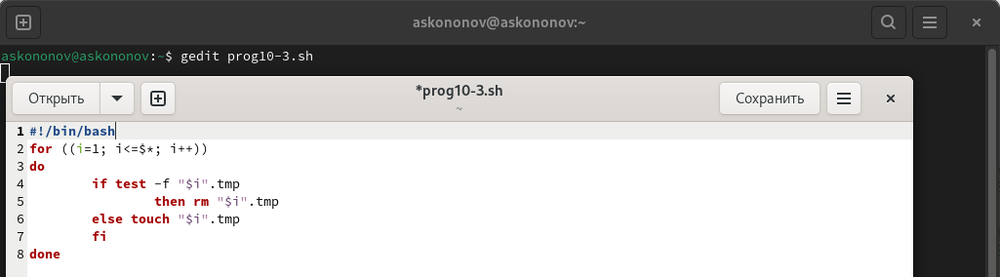 askononov@askononov:~
askononov@askononov:~$ gedit prog10-3.sh
Открыть
*prog10-3.sh
~
Сохранить
1 #!/bin/bash
2 for ((i=1; i<=$*; i++))
3 do
4 if test -f "$i".tmp
5 then rm "$i".tmp
6 else touch "$i".tmp
7 fi
8 done